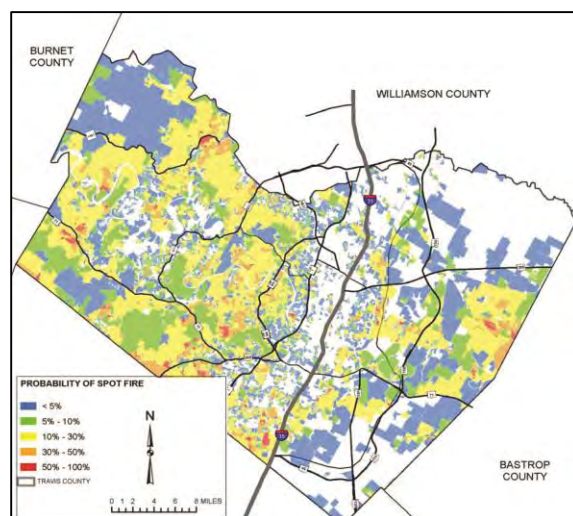 BURNET
COUNTY
WILLIAMSON COUNTY
PROBABILITY OF SPOT FIRE
< 5%
5% - 10%
10% - 30%
30% - 50%
50% - 100%
TRAVIS COUNTY
N
0 1 2 4 6 8 MILES
BASTROP
COUNTY